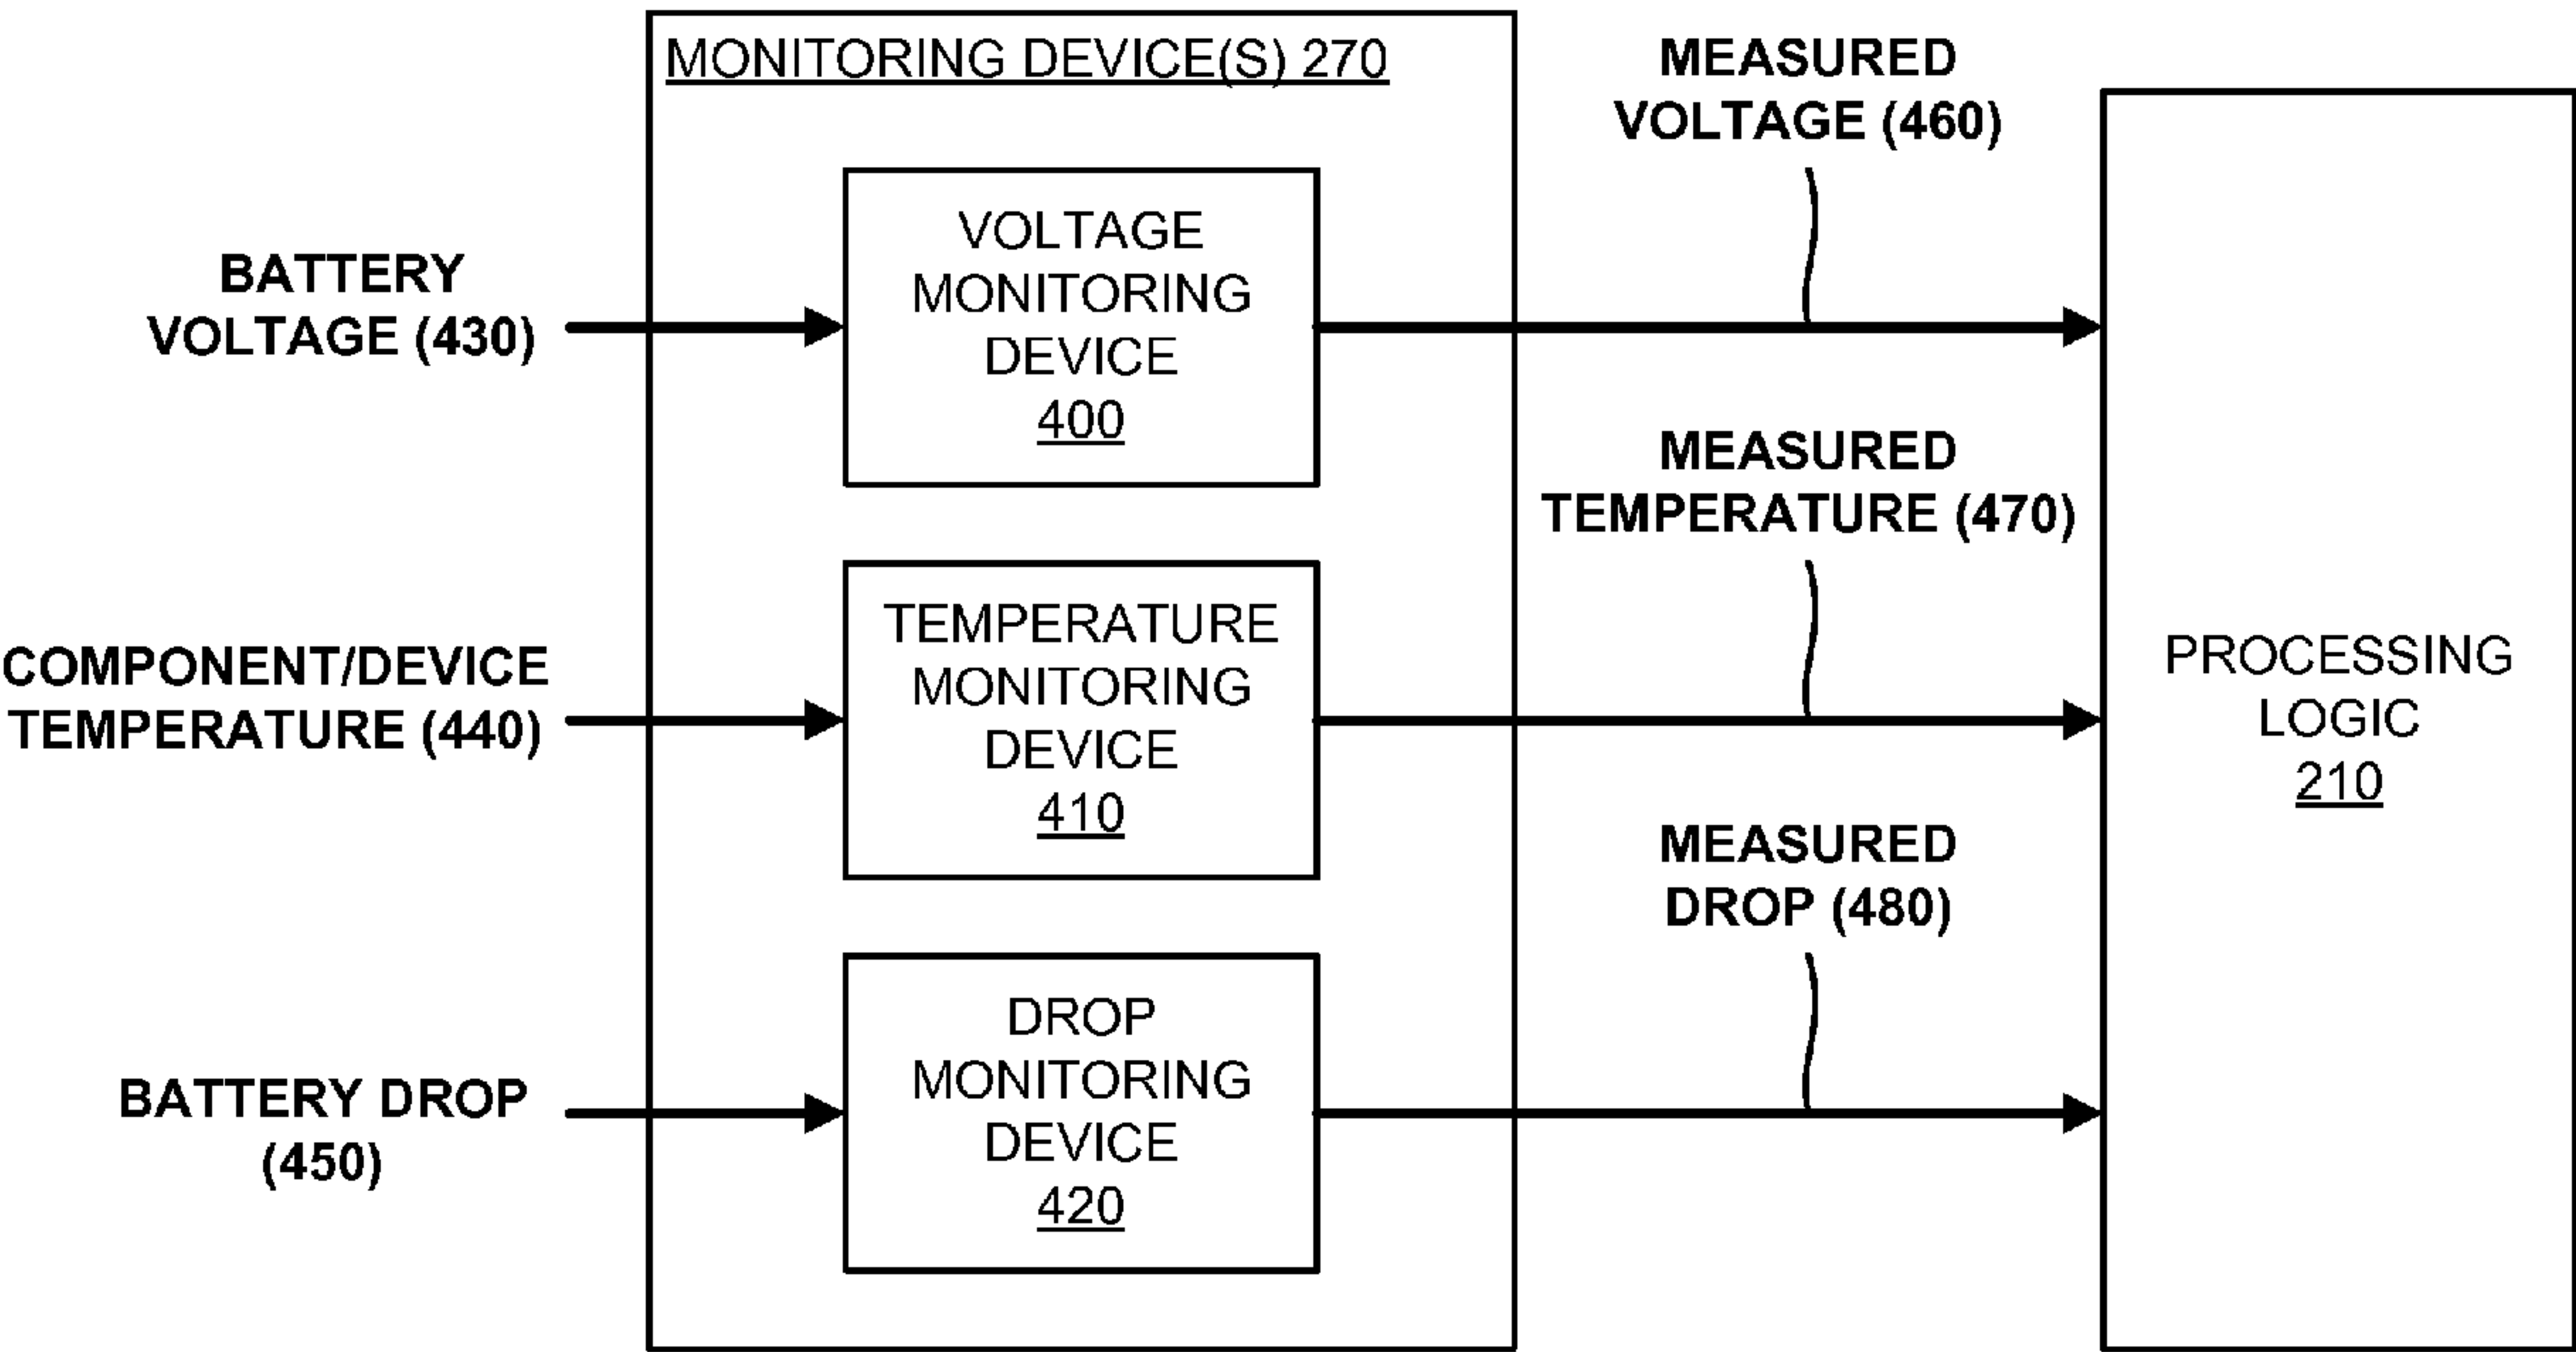 MONITORING DEVICE(S) 270
BATTERY
VOLTAGE (430)
VOLTAGE
MONITORING
DEVICE
400
MEASURED
VOLTAGE (460)
COMPONENT/DEVICE
TEMPERATURE (440)
TEMPERATURE
MONITORING
DEVICE
410
MEASURED
TEMPERATURE (470)
BATTERY DROP
(450)
DROP
MONITORING
DEVICE
420
MEASURED
DROP (480)
PROCESSING
LOGIC
210